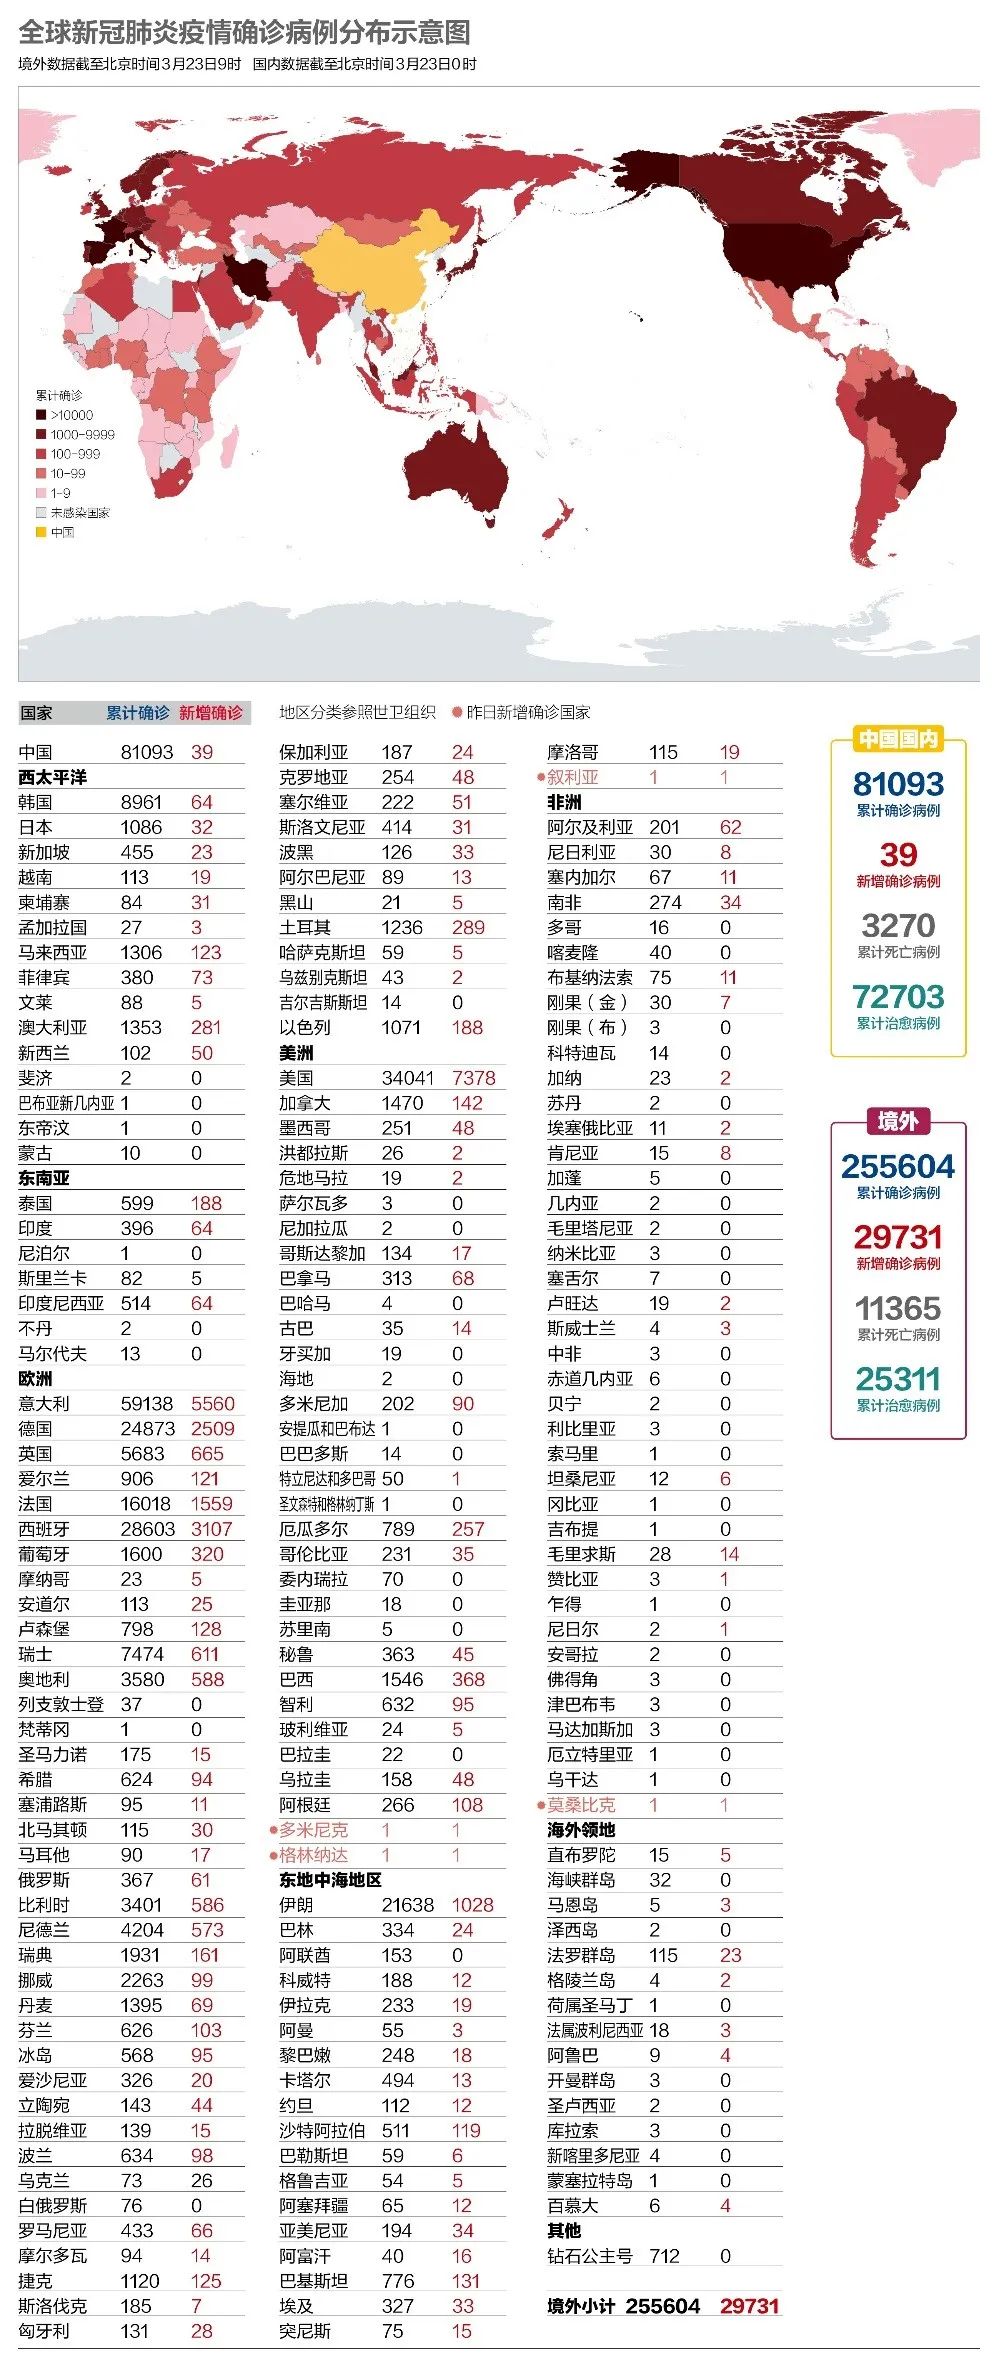 全球新冠肺炎疫情确诊病例分布示意图
境外数据截至北京时间3月23日9时 国内数据截至北京时间3月23日0时
累计确诊
>10000
1000-9999
100-999
10-99
1-9
未感染国家
中国
国家 累计确诊 新增确诊
中国 81093 39
西太平洋
韩国 8961 64
日本 1086 32
新加坡 455 23
越南 113 19
柬埔寨 84 31
孟加拉国 27 3
马来西亚 1306 123
菲律宾 380 73
文莱 88 5
澳大利亚 1353 281
新西兰 102 50
斐济 2 0
巴布亚新几内亚 1 0
东帝汶 1 0
蒙古 10 0
东南亚
泰国 599 188
印度 396 64
尼泊尔 1 0
斯里兰卡 82 5
印度尼西亚 514 64
不丹 2 0
马尔代夫 13 0
欧洲
意大利 59138 5560
德国 24873 2509
英国 5683 665
爱尔兰 906 121
法国 16018 1559
西班牙 28603 3107
葡萄牙 1600 320
摩纳哥 23 5
安道尔 113 25
卢森堡 798 128
瑞士 7474 611
奥地利 3580 588
列支敦士登 37 0
梵蒂冈 1 0
圣马力诺 175 15
希腊 624 94
塞浦路斯 95 11
北马其顿 115 30
马耳他 90 17
俄罗斯 367 61
比利时 3401 586
尼德兰 4204 573
瑞典 1931 161
挪威 2263 99
丹麦 1395 69
芬兰 626 103
冰岛 568 95
爱沙尼亚 326 20
立陶宛 143 44
拉脱维亚 139 15
波兰 634 98
乌克兰 73 26
白俄罗斯 76 0
罗马尼亚 433 66
摩尔多瓦 94 14
捷克 1120 125
斯洛伐克 185 7
匈牙利 131 28
地区分类参照世卫组织 ●昨日新增确诊国家
保加利亚 187 24
克罗地亚 254 48
塞尔维亚 222 51
斯洛文尼亚 414 31
波黑 126 33
阿尔巴尼亚 89 13
黑山 21 5
土耳其 1236 289
哈萨克斯坦 59 5
乌兹别克斯坦 43 2
吉尔吉斯斯坦 14 0
以色列 1071 188
美洲
美国 34041 7378
加拿大 1470 142
墨西哥 251 48
洪都拉斯 26 2
危地马拉 19 2
萨尔瓦多 3 0
尼加拉瓜 2 0
哥斯达黎加 134 17
巴拿马 313 68
巴哈马 4 0
古巴 35 14
牙买加 19 0
海地 2 0
多米尼加 202 90
安提瓜和巴布达 1 0
巴巴多斯 14 0
特立尼达和多巴哥 50 1
圣文森特和格林纳丁斯 1 0
厄瓜多尔 789 257
哥伦比亚 231 35
委内瑞拉 70 0
圭亚那 18 0
苏里南 5 0
秘鲁 363 45
巴西 1546 368
智利 632 95
玻利维亚 24 5
巴拉圭 22 0
乌拉圭 158 48
阿根廷 266 108
●多米尼克 1 1
●格林纳达 1 1
东地中海地区
伊朗 21638 1028
巴林 334 24
阿联酋 153 0
科威特 188 12
伊拉克 233 19
阿曼 55 3
黎巴嫩 248 18
卡塔尔 494 13
约旦 112 12
沙特阿拉伯 511 119
巴勒斯坦 59 6
格鲁吉亚 54 5
阿塞拜疆 65 12
亚美尼亚 194 34
阿富汗 40 16
巴基斯坦 776 131
埃及 327 33
突尼斯 75 15
摩洛哥 115 19
●叙利亚 1 1
非洲
阿尔及利亚 201 62
尼日利亚 30 8
塞内加尔 67 11
南非 274 34
多哥 16 0
喀麦隆 40 0
布基纳法索 75 11
刚果（金） 30 7
刚果（布） 3 0
科特迪瓦 14 0
加纳 23 2
苏丹 2 0
埃塞俄比亚 11 2
肯尼亚 15 8
加蓬 5 0
几内亚 2 0
毛里塔尼亚 2 0
纳米比亚 3 0
塞舌尔 7 0
卢旺达 19 2
斯威士兰 4 3
中非 3 0
赤道几内亚 6 0
贝宁 2 0
利比里亚 3 0
索马里 1 0
坦桑尼亚 12 6
冈比亚 1 0
吉布提 1 0
毛里求斯 28 14
赞比亚 3 1
乍得 1 0
尼日尔 2 1
安哥拉 2 0
佛得角 3 0
津巴布韦 3 0
马达加斯加 3 0
厄立特里亚 1 0
乌干达 1 0
●莫桑比克 1 1
海外领地
直布罗陀 15 5
海峡群岛 32 0
马恩岛 5 3
泽西岛 2 0
法罗群岛 115 23
格陵兰岛 4 2
荷属圣马丁 1 0
法属波利尼西亚 18 3
阿鲁巴 9 4
开曼群岛 3 0
圣卢西亚 2 0
库拉索 3 0
新喀里多尼亚 4 0
蒙塞拉特岛 1 0
百慕大 6 4
其他
钻石公主号 712 0
境外小计 255604 29731
中国国内
81093
累计确诊病例
39
新增确诊病例
3270
累计死亡病例
72703
累计治愈病例
境外
255604
累计确诊病例
29731
新增确诊病例
11365
累计死亡病例
25311
累计治愈病例